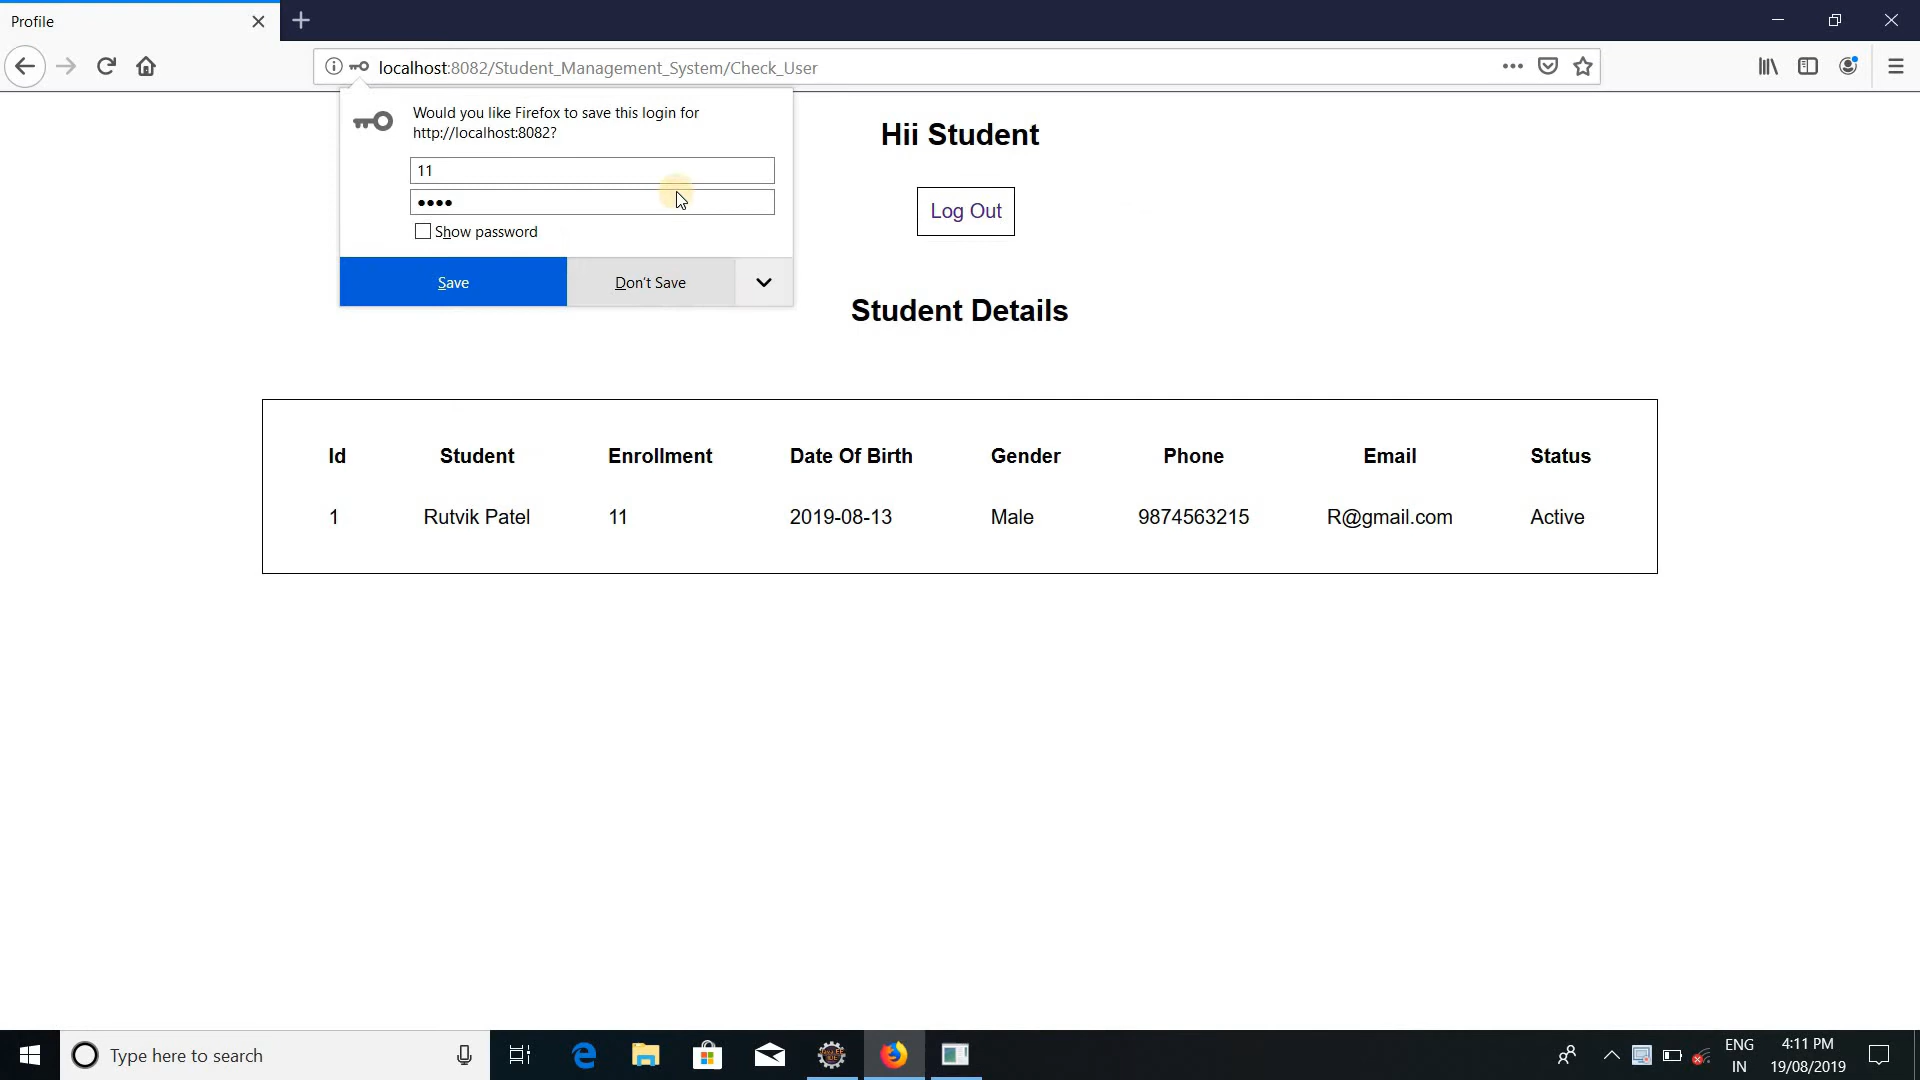 Profile
localhost:8082/Student_Management_System/Check_User
Would you like Firefox to save this login for
http://localhost:8082?
11
••••
Show password
Save
Don't Save
Hii Student
Log Out
Student Details
Id Student Enrollment Date Of Birth Gender Phone Email Status
1 Rutvik Patel 11 2019-08-13 Male 9874563215 R@gmail.com Active
Type here to search
ENG
IN
4:11 PM
19/08/2019